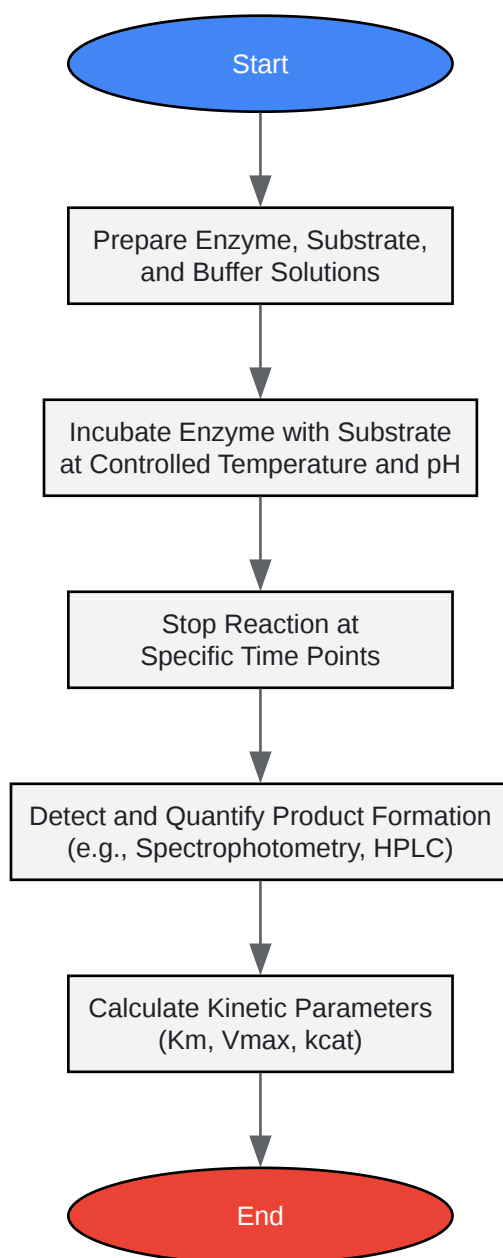 Start
Prepare Enzyme, Substrate,
and Buffer Solutions
Incubate Enzyme with Substrate
at Controlled Temperature and pH
Stop Reaction at
Specific Time Points
Detect and Quantify Product Formation
(e.g., Spectrophotometry, HPLC)
Calculate Kinetic Parameters
(Km, Vmax, kcat)
End